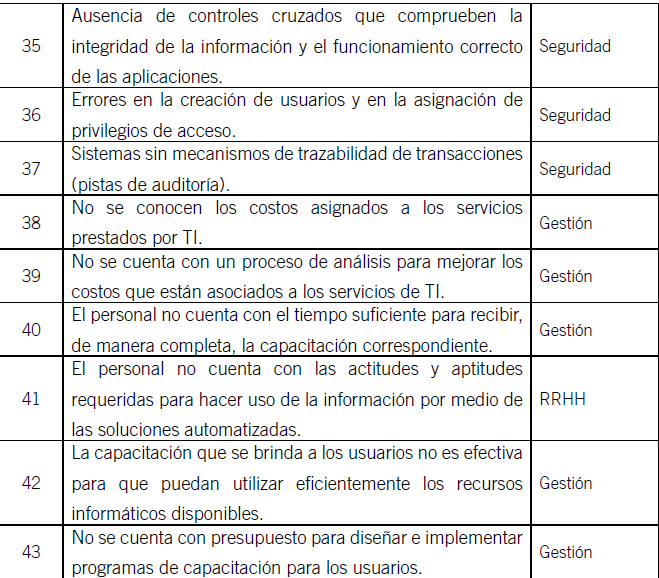 35
Ausencia de controles cruzados que comprueben la
integridad de la información y el funcionamiento correcto
de las aplicaciones.
Seguridad
36
Errores en la creación de usuarios y en la asignación de
privilegios de acceso.
Seguridad
37
Sistemas sin mecanismos de trazabilidad de transacciones
(pistas de auditoría).
Seguridad
38
No se conocen los costos asignados a los servicios
prestados por TI.
Gestión
39
No se cuenta con un proceso de análisis para mejorar los
costos que están asociados a los servicios de TI.
Gestión
40
El personal no cuenta con el tiempo suficiente para recibir,
de manera completa, la capacitación correspondiente.
Gestión
41
El personal no cuenta con las actitudes y aptitudes
requeridas para hacer uso de la información por medio de
las soluciones automatizadas.
RRHH
42
La capacitación que se brinda a los usuarios no es efectiva
para que puedan utilizar eficientemente los recursos
informáticos disponibles.
Gestión
43
No se cuenta con presupuesto para diseñar e implementar
programas de capacitación para los usuarios.
Gestión